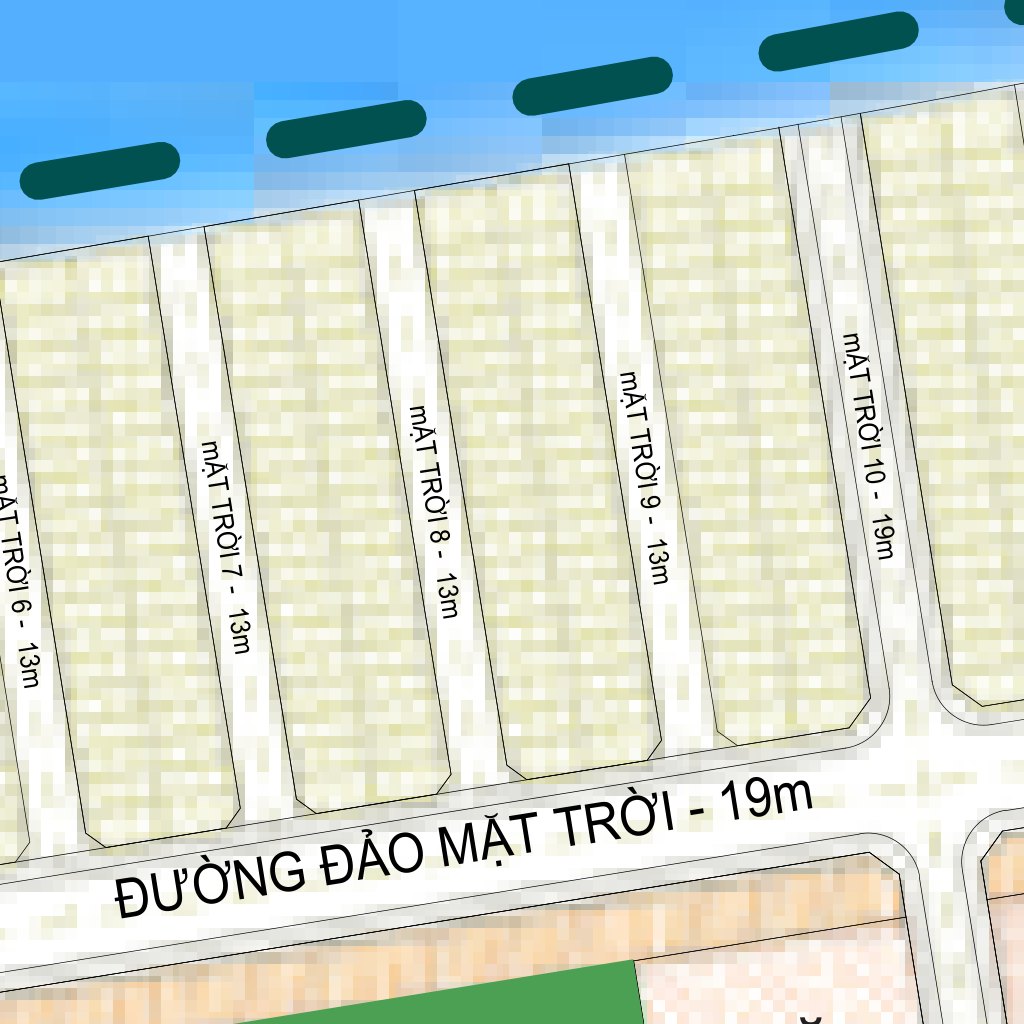 mẶT TRỜI 6 - 13m
mẶT TRỜI 7 - 13m
mẶT TRỜI 8 - 13m
mẶT TRỜI 9 - 13m
mẶT TRỜI 10 - 19m
ĐƯỜNG ĐẢO MẶT TRỜI - 19m